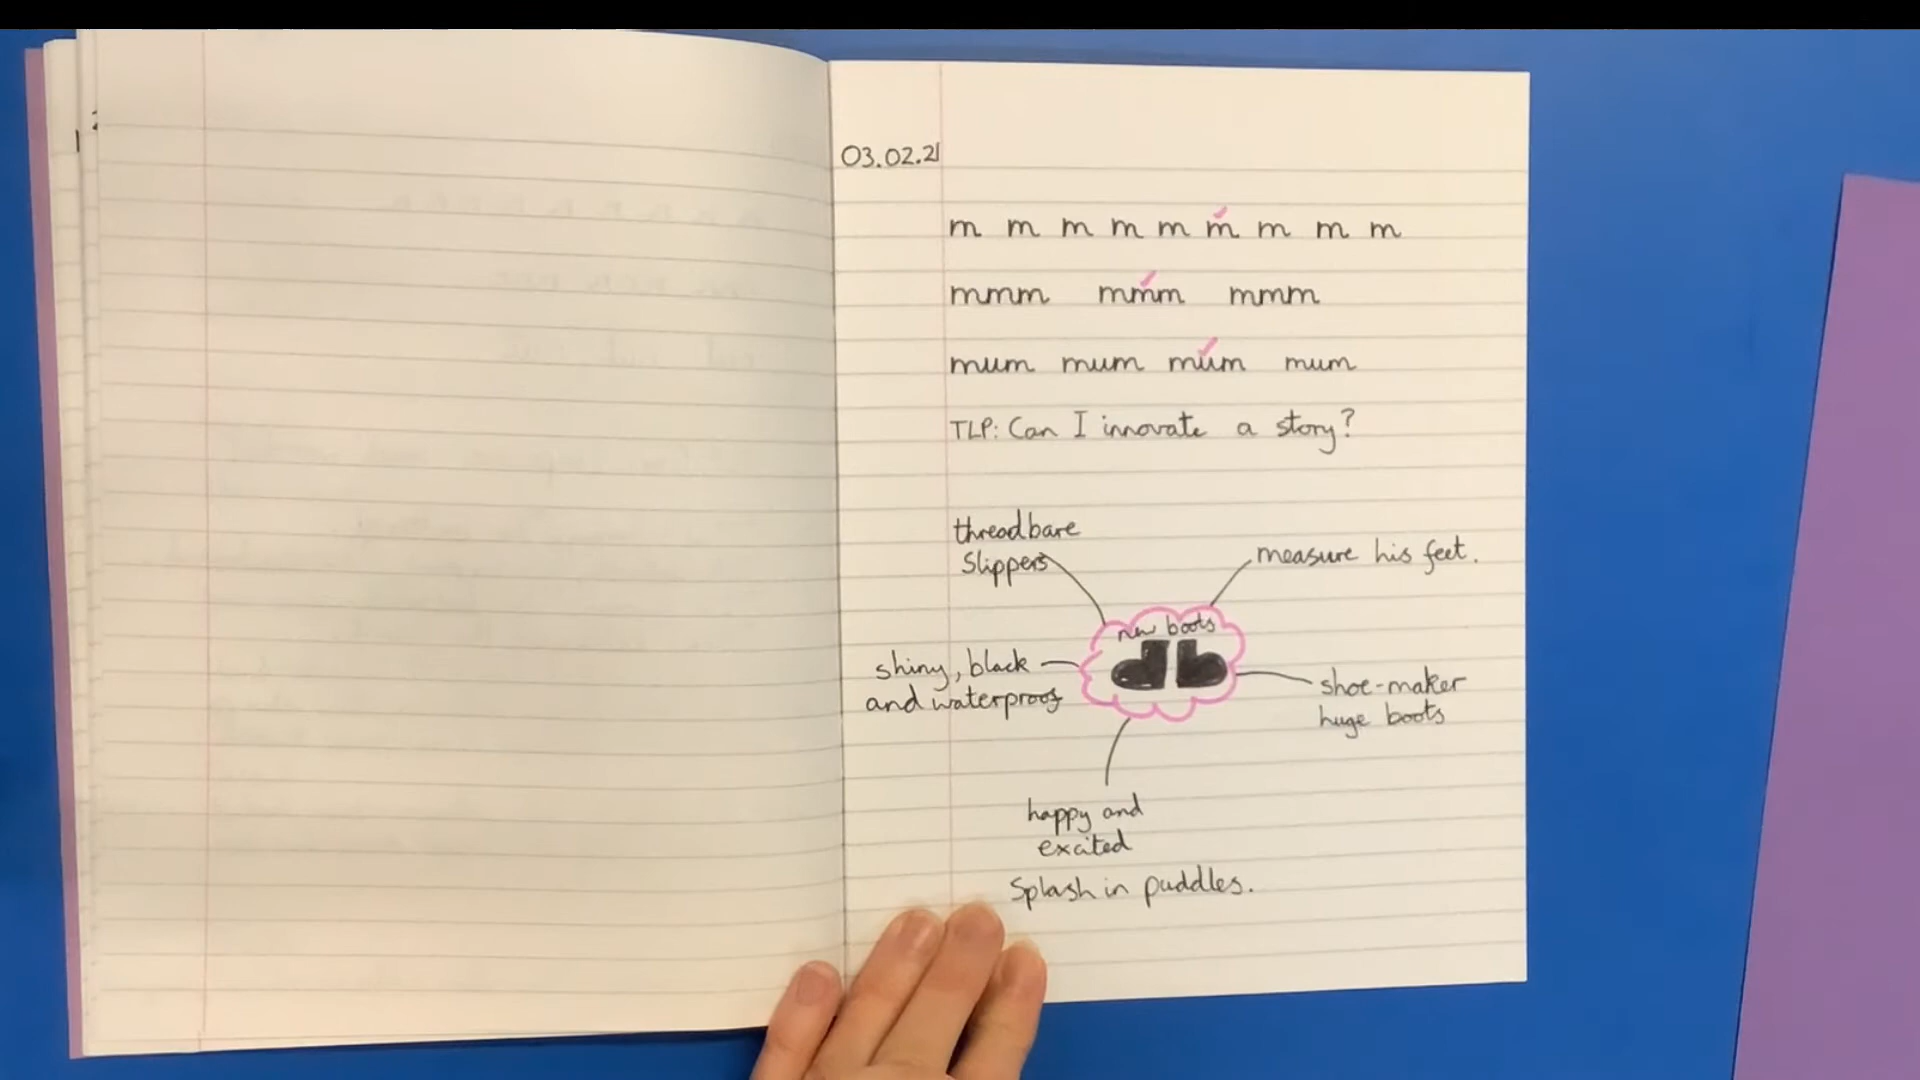 03.02.21
m m m m m m m m m
mmm mmm mmm
mum mum mum mum
TLP: Can I innovate a story?
threadbare
slippers
measure his feet.
new boots
shiny, black
and waterproof
shoe-maker
huge boots
happy and
excited
Splash in puddles.